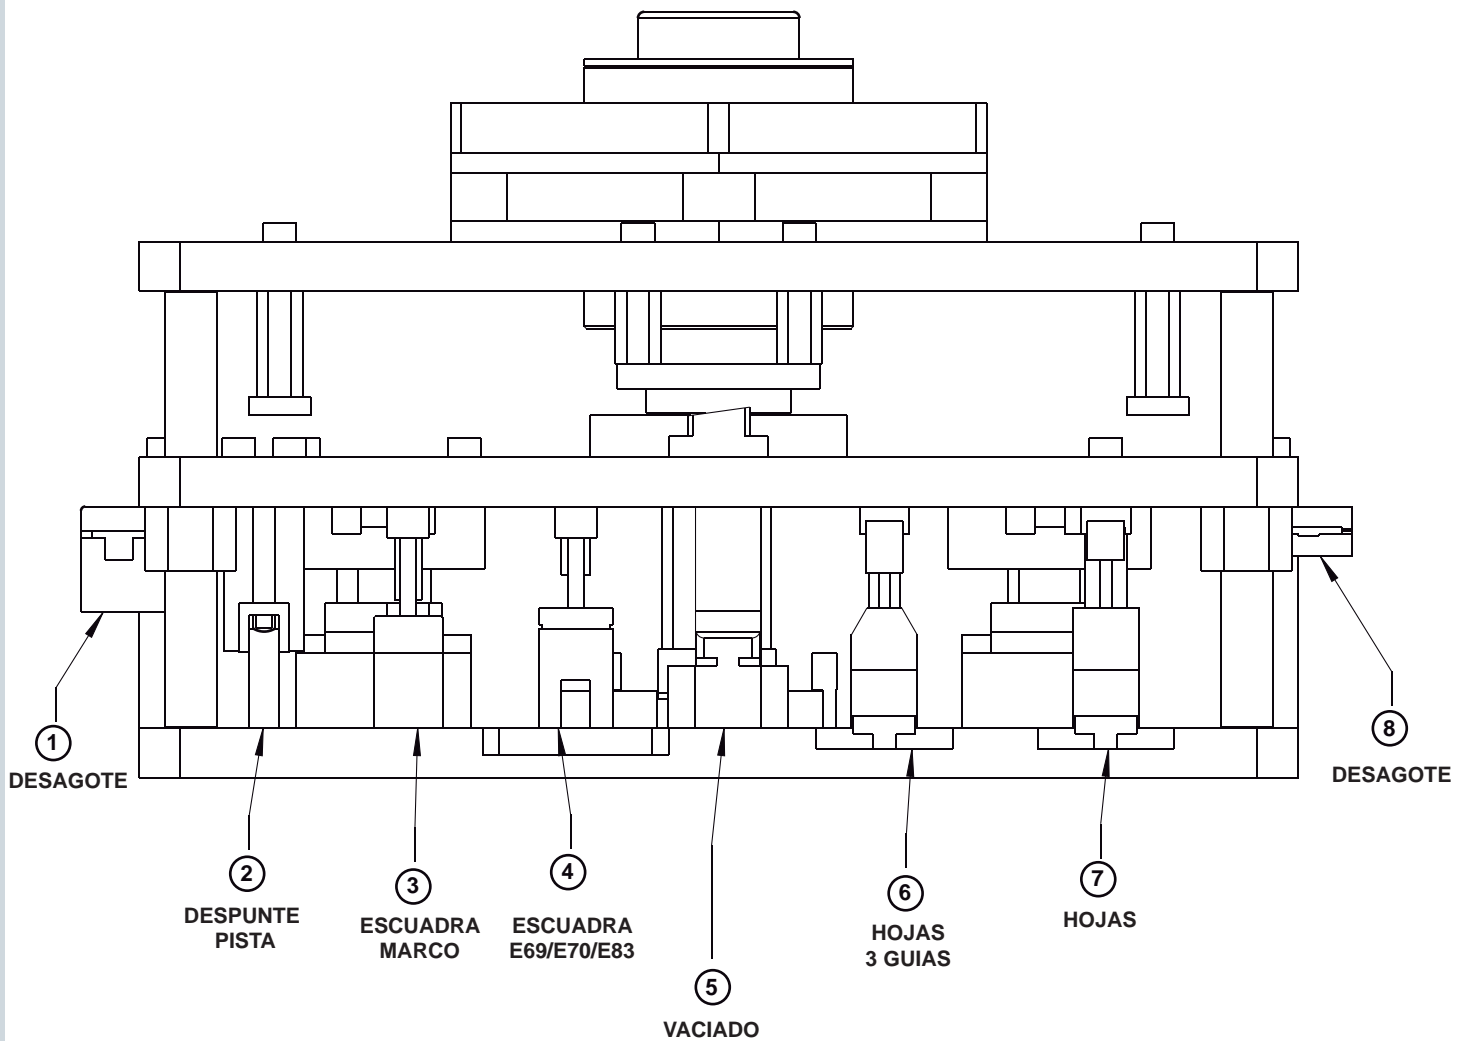 1
DESAGOTE
2
DESPUNTE
PISTA
3
ESCUADRA
MARCO
4
ESCUADRA
E69/E70/E83
5
VACIADO
6
HOJAS
3 GUIAS
7
HOJAS
8
DESAGOTE